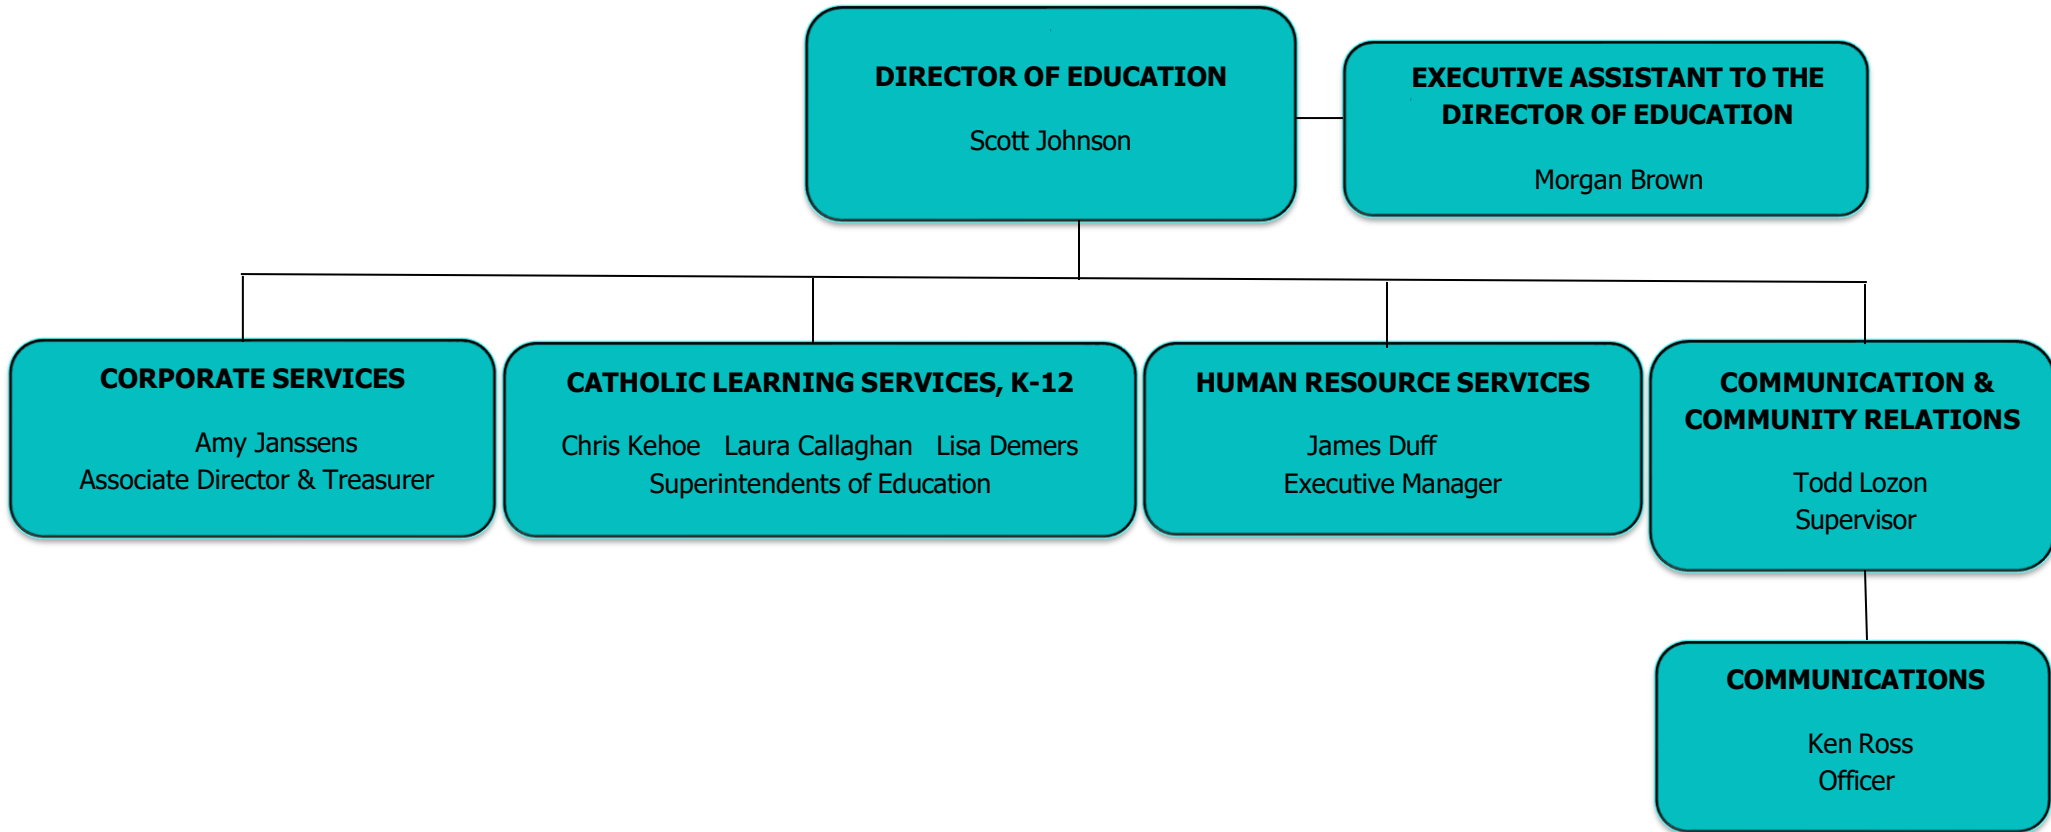 DIRECTOR OF EDUCATION
Scott Johnson
EXECUTIVE ASSISTANT TO THE
DIRECTOR OF EDUCATION
Morgan Brown
CORPORATE SERVICES
Amy Janssens
Associate Director & Treasurer
CATHOLIC LEARNING SERVICES, K-12
Chris Kehoe Laura Callaghan Lisa Demers
Superintendents of Education
HUMAN RESOURCE SERVICES
James Duff
Executive Manager
COMMUNICATION &
COMMUNITY RELATIONS
Todd Lozon
Supervisor
COMMUNICATIONS
Ken Ross
Officer